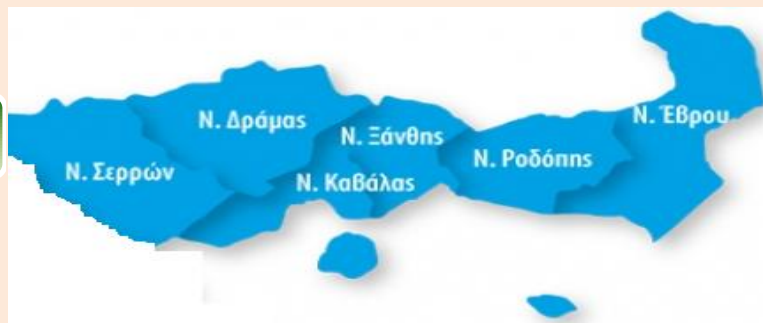 Ν. Έβρου
Ν. Δράμας
Ν. Ξάνθης
Ν. Ροδόπης
Ν. Σερρών
Ν. Καβάλας